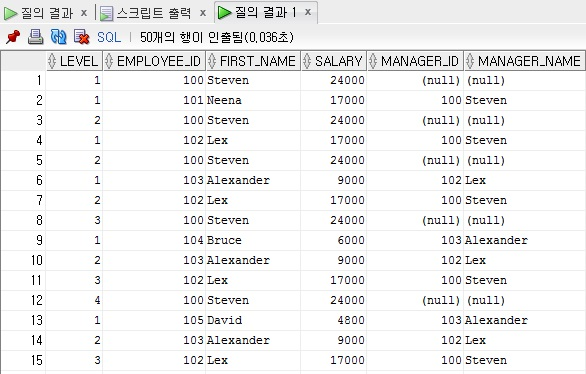 질의 결과 x 스크립트 출력 x 질의 결과 1 x
SQL | 50개의 행이 인출됨(0,036초)
LEVEL EMPLOYEE_ID FIRST_NAME SALARY MANAGER_ID MANAGER_NAME
1 1 100 Steven 24000 (null) (null)
2 1 101 Neena 17000 100 Steven
3 2 100 Steven 24000 (null) (null)
4 1 102 Lex 17000 100 Steven
5 2 100 Steven 24000 (null) (null)
6 1 103 Alexander 9000 102 Lex
7 2 102 Lex 17000 100 Steven
8 3 100 Steven 24000 (null) (null)
9 1 104 Bruce 6000 103 Alexander
10 2 103 Alexander 9000 102 Lex
11 3 102 Lex 17000 100 Steven
12 4 100 Steven 24000 (null) (null)
13 1 105 David 4800 103 Alexander
14 2 103 Alexander 9000 102 Lex
15 3 102 Lex 17000 100 Steven